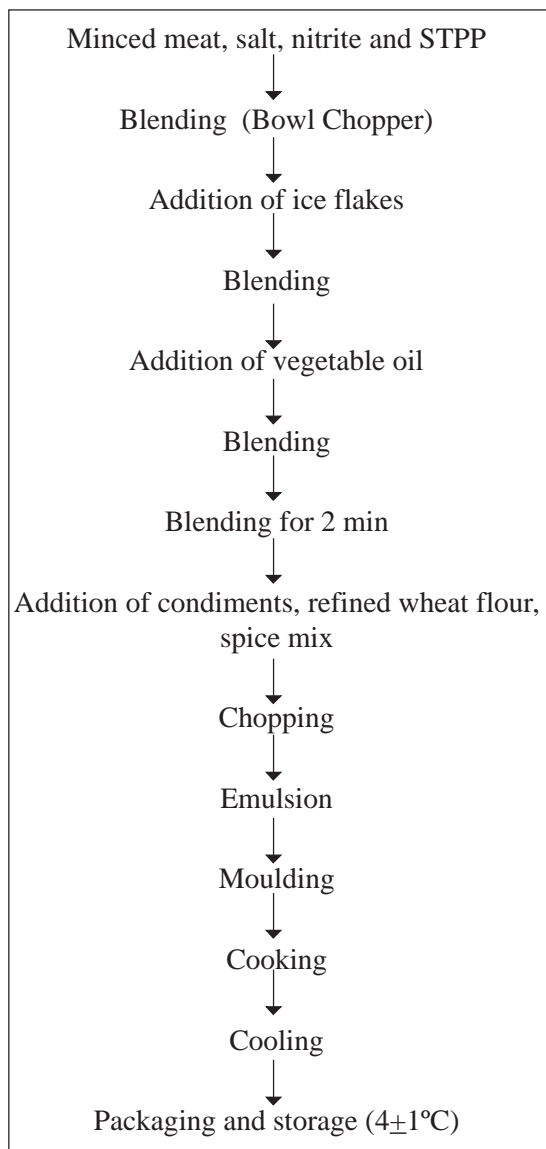 Minced meat, salt, nitrite and STPP
Blending (Bowl Chopper)
Addition of ice flakes
Blending
Addition of vegetable oil
Blending
Blending for 2 min
Addition of condiments, refined wheat flour,
spice mix
Chopping
Emulsion
Moulding
Cooking
Cooling
Packaging and storage (4±1ºC)